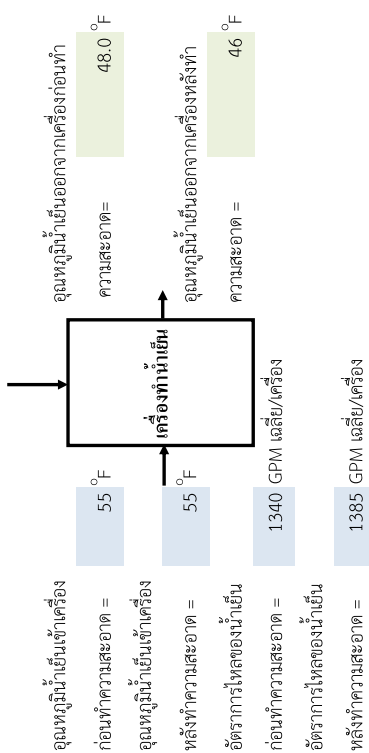 อุณหภูมิน้ำเย็นเข้าเครื่อง
ก่อนทำความสะอาด = 55 °F
อุณหภูมิน้ำเย็นเข้าเครื่อง
หลังทำความสะอาด = 55 °F
อัตราการไหลของน้ำเย็น
ก่อนทำความสะอาด = 1340 GPM เฉลี่ย/เครื่อง
อัตราการไหลของน้ำเย็น
หลังทำความสะอาด = 1385 GPM เฉลี่ย/เครื่อง
เครื่องทำน้ำเย็น
อุณหภูมิน้ำเย็นออกจากเครื่องก่อนทำ
ความสะอาด= 48.0 °F
อุณหภูมิน้ำเย็นออกจากเครื่องหลังทำ
ความสะอาด = 46 °F